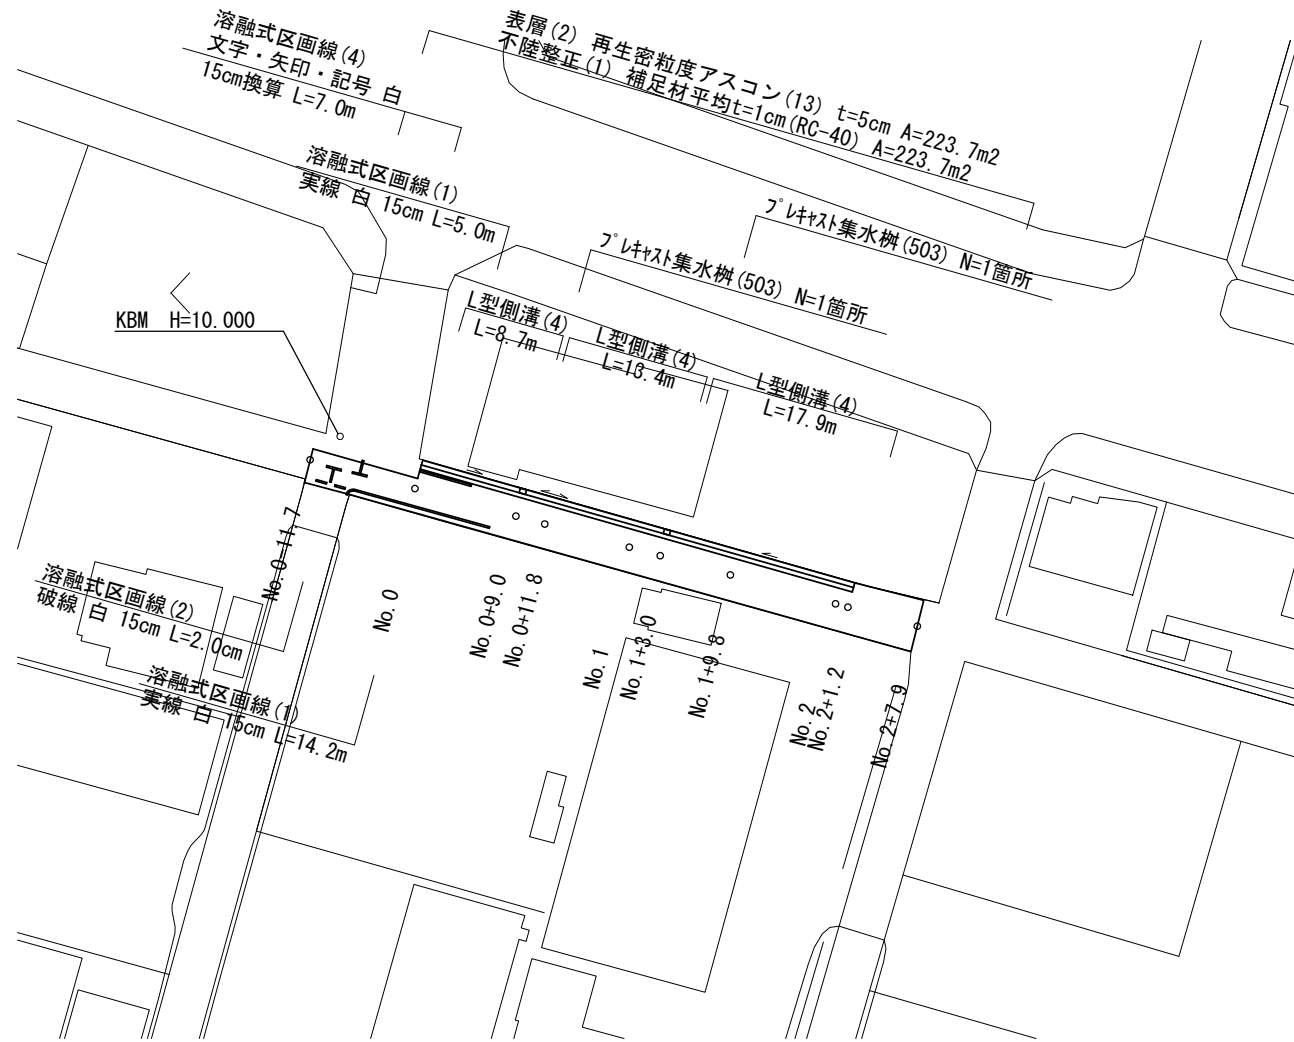 溶融式区画線(4)
文字・矢印・記号 白
15cm換算 L=7.0m
表層(2) 再生密粒度アスコン(13) t=5cm A=223.7m2
不陸整正(1) 補足材平均t=1cm(RC-40) A=223.7m2
溶融式区画線(1)
実線 白 15cm L=5.0m
プレキャスト集水桝(503) N=1箇所
プレキャスト集水桝(503) N=1箇所
KBM H=10.000
L型側溝(4)
L=8.7m
L型側溝(4)
L=13.4m
L型側溝(4)
L=17.9m
No.0-11.7
No.0
No.0+9.0
No.0+11.8
No.1
No.1+3.0
No.1+9.8
No.2
No.2+1.2
No.2+7.9
溶融式区画線(2)
破線 白 15cm L=2.0m
溶融式区画線(1)
実線 白 15cm L=14.2m